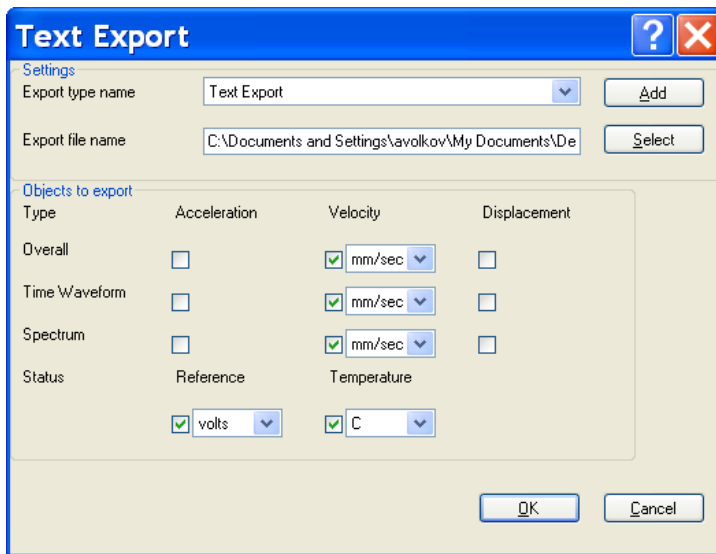 Text Export ?
Settings
Export type name Text Export Add
Export file name C:\Documents and Settings\avolkov\My Documents\De Select
Objects to export
Type Acceleration Velocity Displacement
Overall mm/sec
Time Waveform mm/sec
Spectrum mm/sec
Status Reference Temperature
volts C
OK Cancel